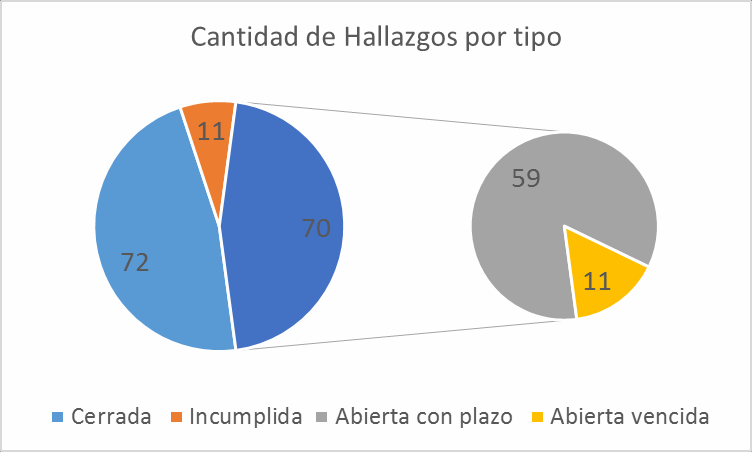 Cantidad de Hallazgos por tipo
11
59
70
72
11
Cerrada Incumplida Abierta con plazo Abierta vencida